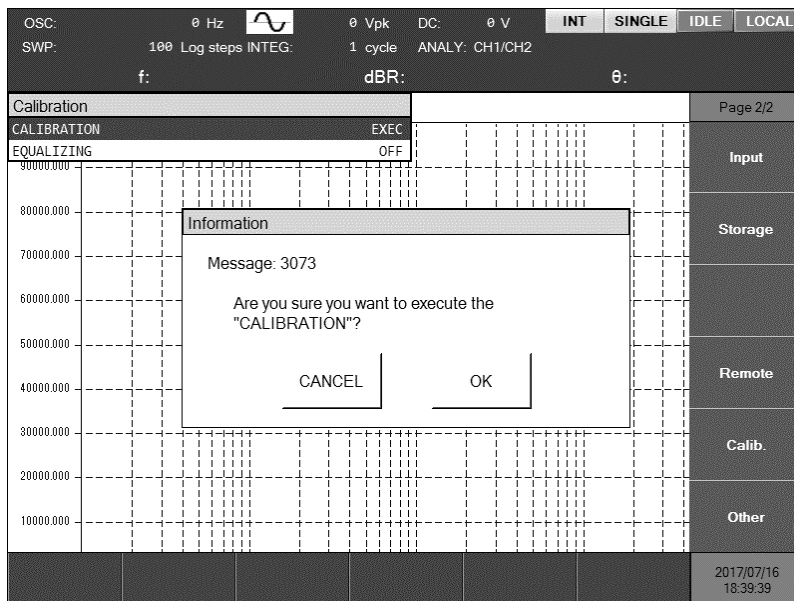 OSC: 0 Hz 0 Vpk DC: 0 V INT SINGLE IDLE LOCAL
SWP: 100 Log steps INTEG: 1 cycle ANALY: CH1/CH2
f: dBR: θ:
Calibration
CALIBRATION EXEC
EQUALIZING OFF
90000.000
80000.000
70000.000
60000.000
50000.000
40000.000
30000.000
20000.000
10000.000
Information
Message: 3073
Are you sure you want to execute the
"CALIBRATION"?
CANCEL OK
Page 2/2
Input
Storage
Remote
Calib.
Other
2017/07/16
18:39:39